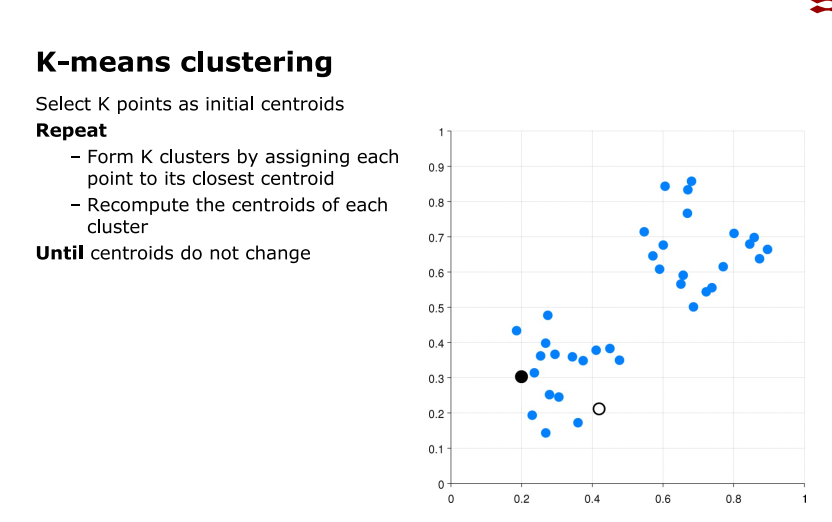 K-means clustering
Select K points as initial centroids
Repeat
– Form K clusters by assigning each
point to its closest centroid
– Recompute the centroids of each
cluster
Until centroids do not change
1
0.9
0.8
0.7
0.6
0.5
0.4
0.3
0.2
0.1
0
0 0.2 0.4 0.6 0.8 1